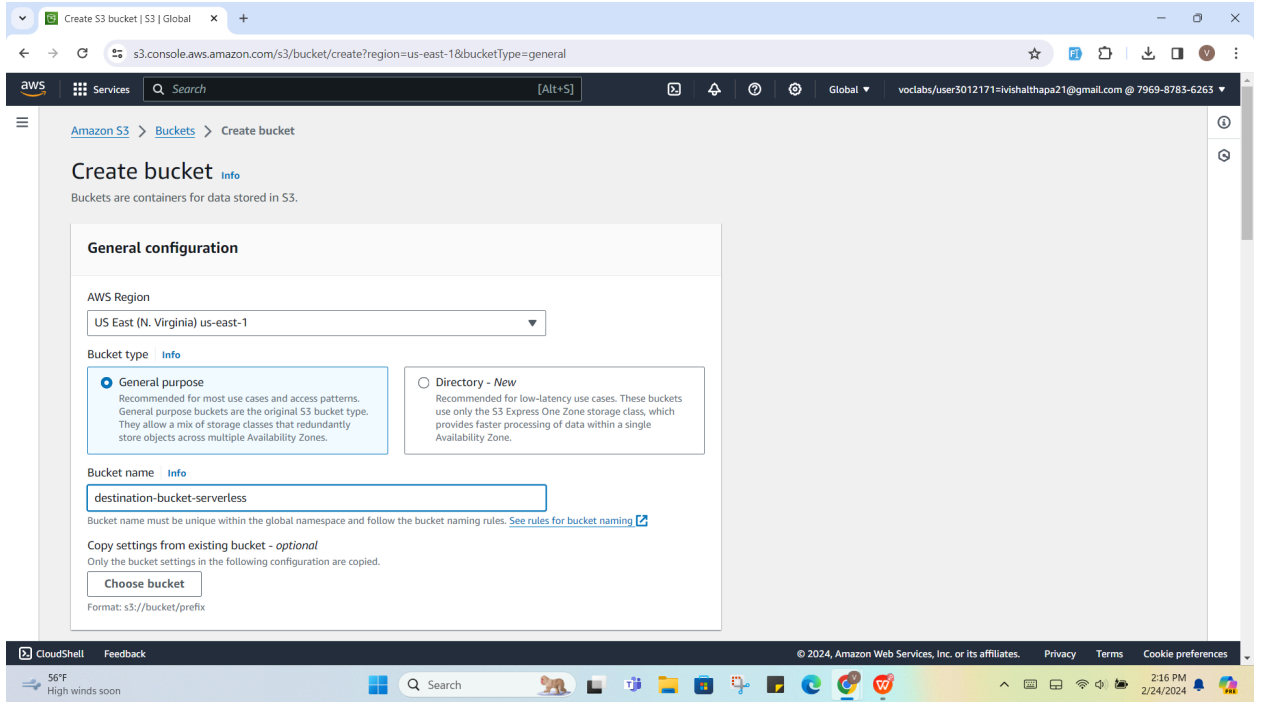 Create S3 bucket | S3 | Global
s3.console.aws.amazon.com/s3/bucket/create?region=us-east-1&bucketType=general
V
aws
Services
Search
[Alt+S]
Global
voclabs/user3012171=ivishalthapa21@gmail.com @ 7969-8783-6263
Amazon S3 > Buckets > Create bucket
Create bucket Info
Buckets are containers for data stored in S3.
General configuration
AWS Region
US East (N. Virginia) us-east-1
Bucket type Info
General purpose
Recommended for most use cases and access patterns.
General purpose buckets are the original S3 bucket type.
They allow a mix of storage classes that redundantly
store objects across multiple Availability Zones.
Directory - New
Recommended for low-latency use cases. These buckets
use only the S3 Express One Zone storage class, which
provides faster processing of data within a single
Availability Zone.
Bucket name Info
destination-bucket-serverless
Bucket name must be unique within the global namespace and follow the bucket naming rules. See rules for bucket naming
Copy settings from existing bucket - optional
Only the bucket settings in the following configuration are copied.
Choose bucket
Format: s3://bucket/prefix
CloudShell Feedback
© 2024, Amazon Web Services, Inc. or its affiliates. Privacy Terms Cookie preferences
56°F
High winds soon
Search
2:16 PM
2/24/2024
PRE